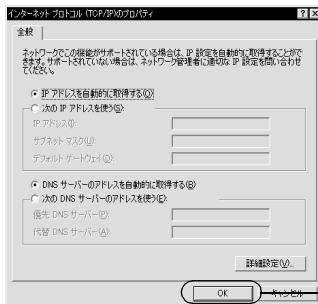 インターネット プロトコル (TCP/IP)のプロパティ
全般
ネットワークでこの機能がサポートされている場合は、IP 設定を自動的に取得することがで
きます。サポートされていない場合は、ネットワーク管理者に適切な IP 設定を問い合わせ
てください。
IP アドレスを自動的に取得する(O)
次の IP アドレスを使う(S):
IP アドレス(I):
サブネット マスク(U):
デフォルト ゲートウェイ(D):
DNS サーバーのアドレスを自動的に取得する(B)
次の DNS サーバーのアドレスを使う(E):
優先 DNS サーバー(P):
代替 DNS サーバー(A):
詳細設定(V)...
OK
キャンセル